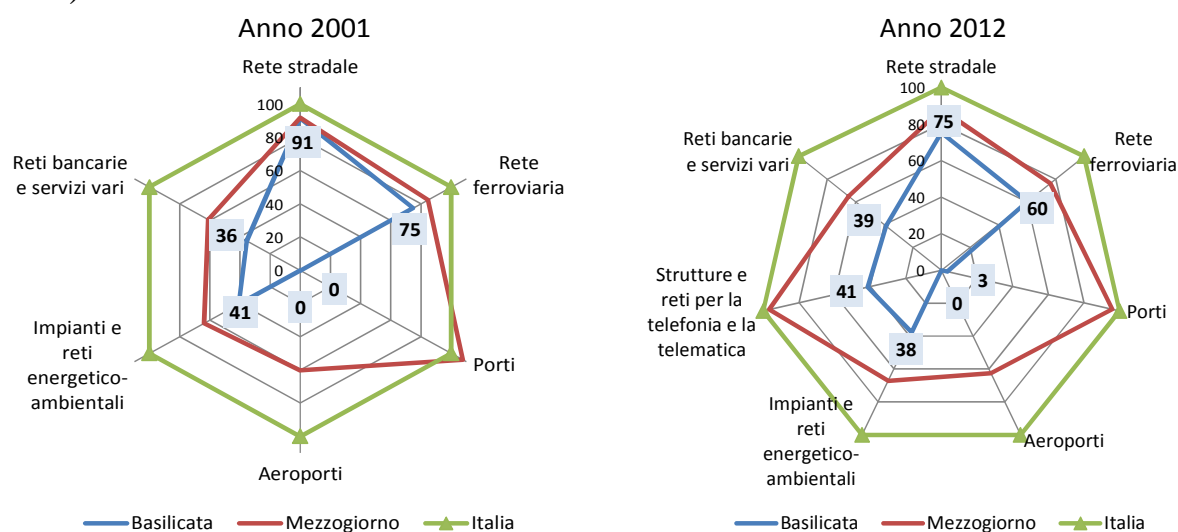 Anno 2001
Rete stradale
100
80
60
40
20
0
91
75
0
0
41
36
Rete
ferroviaria
Porti
Aeroporti
Impianti e
reti
energetico-
ambientali
Reti bancarie
e servizi vari
Basilicata
Mezzogiorno
Italia
Anno 2012
Rete stradale
100
80
60
40
20
0
75
60
3
0
38
41
39
Rete
ferroviaria
Porti
Aeroporti
Impianti e
reti
energetico-
ambientali
Strutture e
reti per la
telefonia e la
telematica
Reti bancarie
e servizi vari
Basilicata
Mezzogiorno
Italia